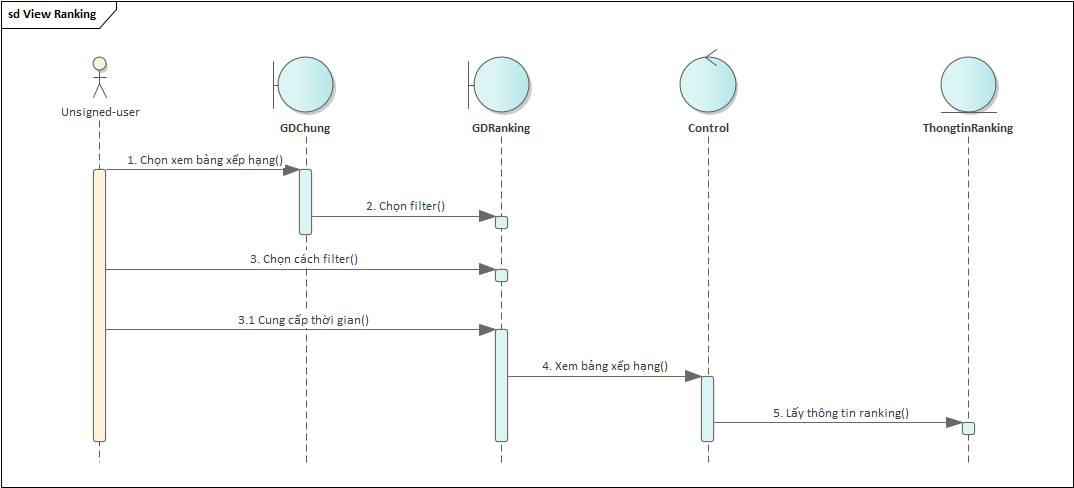 sd View Ranking
Unsigned-user
GDChung
GDRanking
Control
ThongtinRanking
1. Chọn xem bảng xếp hạng()
2. Chọn filter()
3. Chọn cách filter()
3.1 Cung cấp thời gian()
4. Xem bảng xếp hạng()
5. Lấy thông tin ranking()